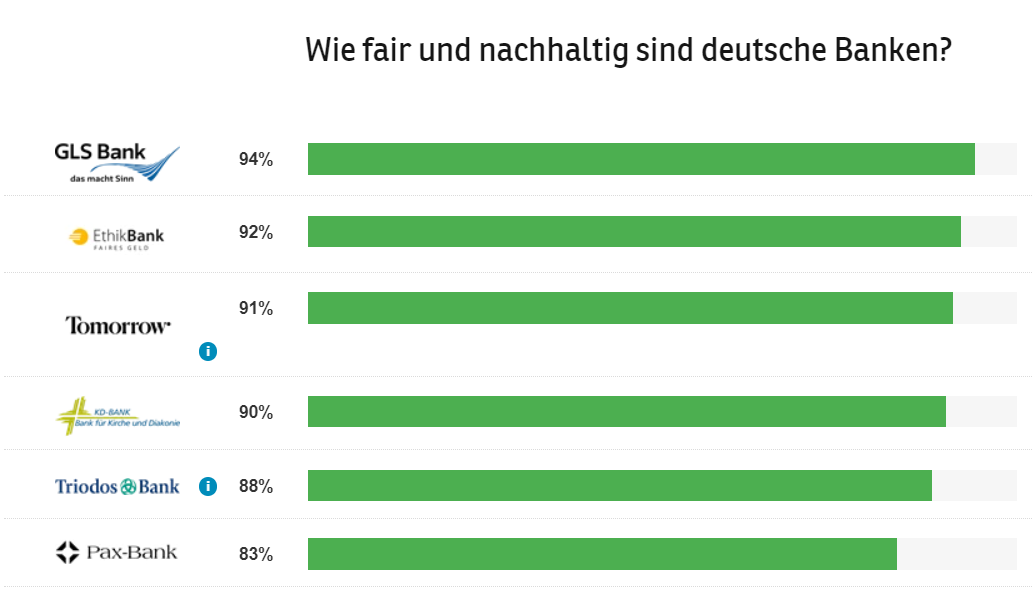 Wie fair und nachhaltig sind deutsche Banken?
GLS Bank
das macht Sinn
94%
EthikBank
FAIRES GELD
92%
Tomorrow
91%
i
KD-BANK
Bank für Kirche und Diakonie
90%
Triodos Bank
i
88%
Pax-Bank
83%